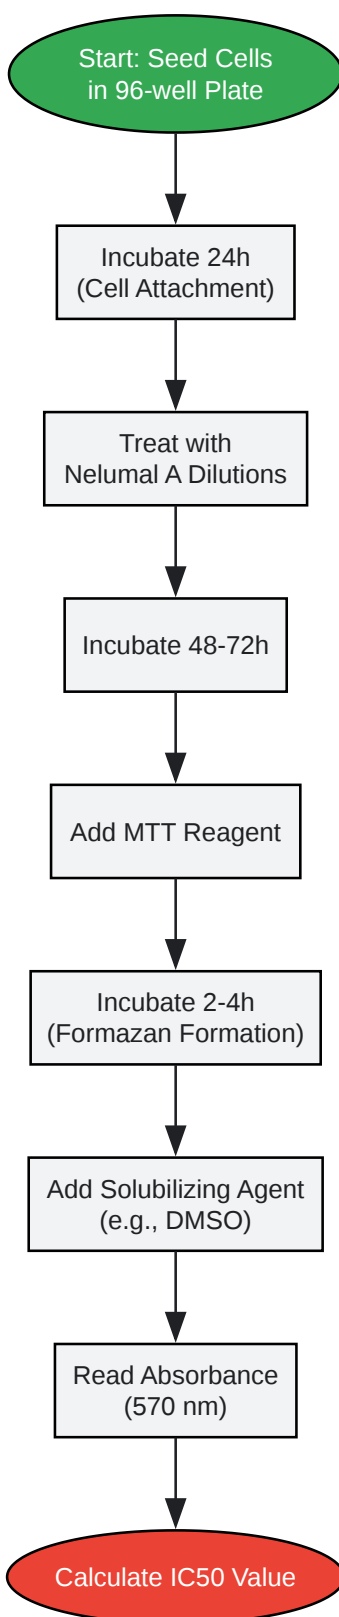 Start: Seed Cells
in 96-well Plate
Incubate 24h
(Cell Attachment)
Treat with
Nelumal A Dilutions
Incubate 48-72h
Add MTT Reagent
Incubate 2-4h
(Formazan Formation)
Add Solubilizing Agent
(e.g., DMSO)
Read Absorbance
(570 nm)
Calculate IC50 Value